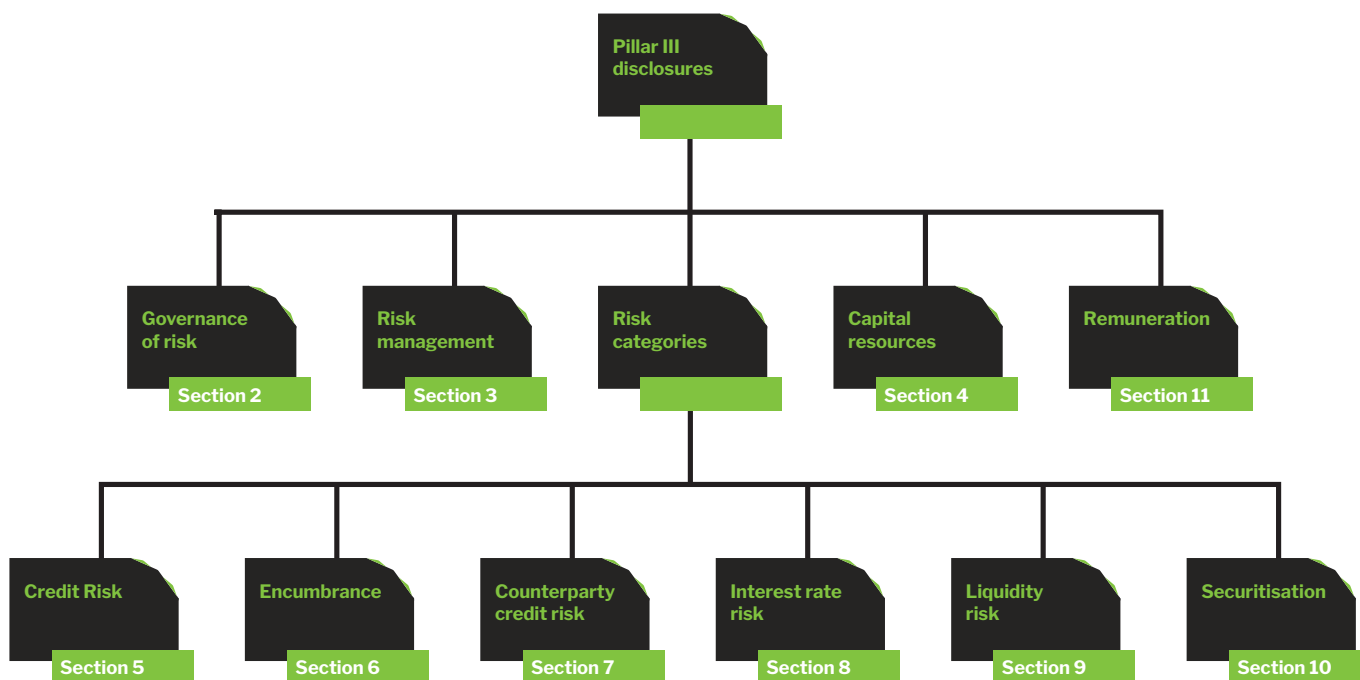 Pillar III
disclosures
Governance
of risk
Section 2
Risk
management
Section 3
Risk
categories
Capital
resources
Section 4
Remuneration
Section 11
Credit Risk
Section 5
Encumbrance
Section 6
Counterparty
credit risk
Section 7
Interest rate
risk
Section 8
Liquidity
risk
Section 9
Securitisation
Section 10